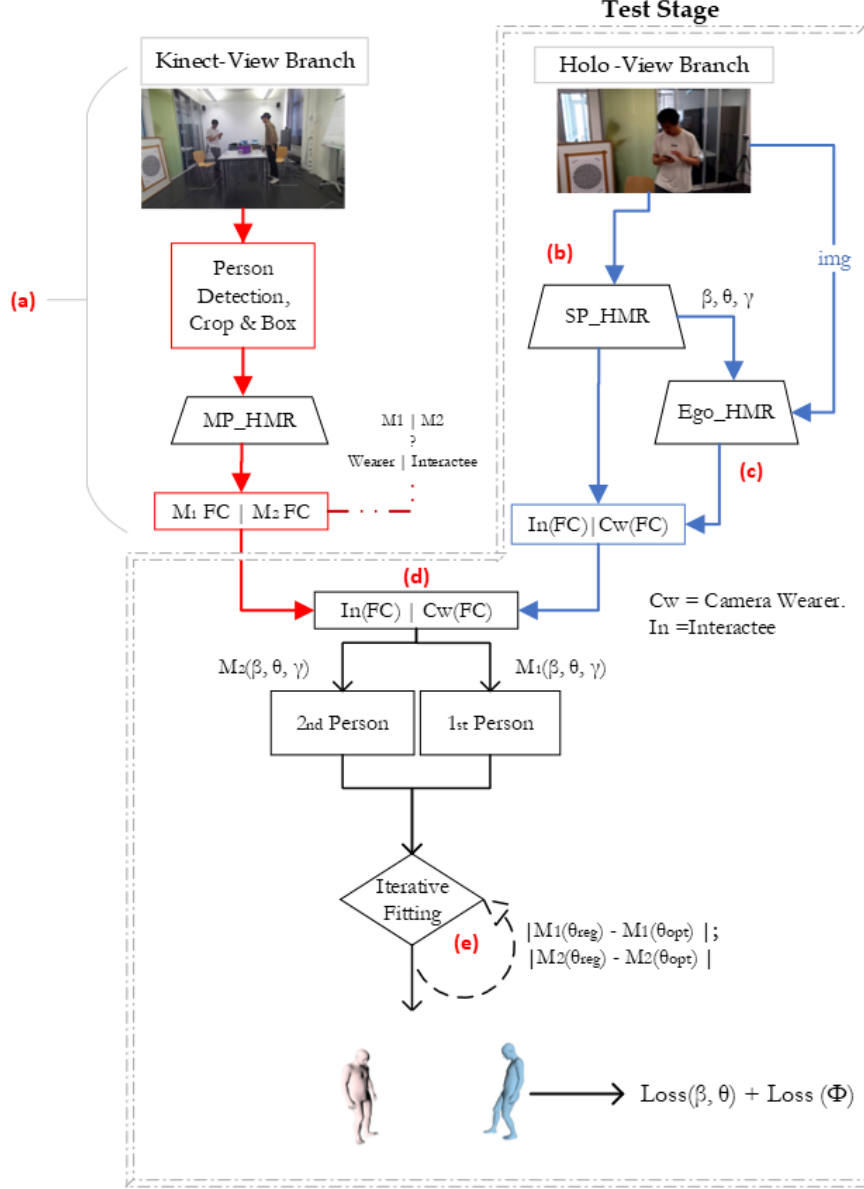 Test Stage
Kinect-View Branch
Holo -View Branch
(a)
Person
Detection,
Crop & Box
MP_HMR
M1 | M2
?
Wearer | Interactee
M1 FC | M2 FC
(b)
img
SP_HMR
β, θ, γ
Ego_HMR
(c)
In(FC)|Cw(FC)
(d)
In(FC) | Cw(FC)
Cw = Camera Wearer.
In =Interactee
M2(β, θ, γ)
M1(β, θ, γ)
2nd Person
1st Person
Iterative
Fitting
(e)
|M1(θreg) - M1(θopt) |;
|M2(θreg) - M2(θopt) |
Loss(β, θ) + Loss (Φ)